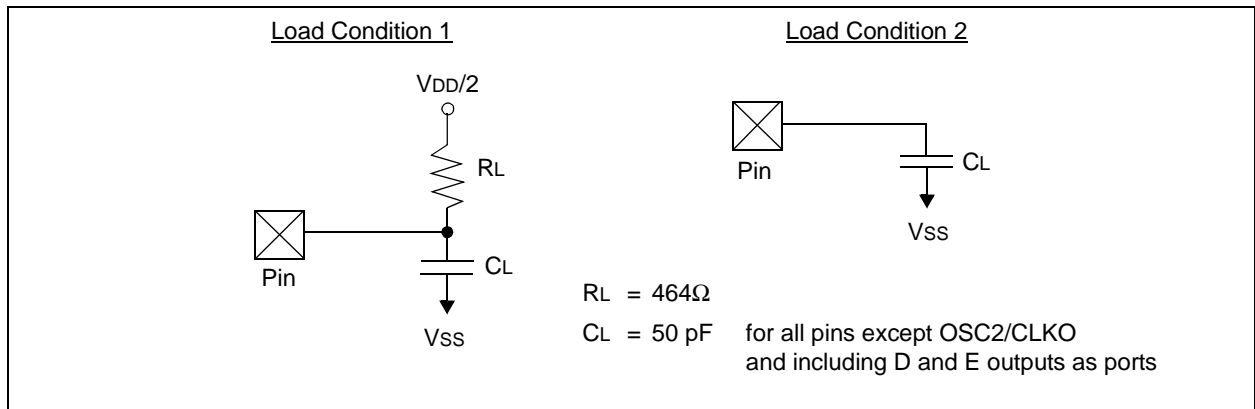 Load Condition 1
Load Condition 2
VDD/2
RL
CL
Pin
VSS
CL
Pin
VSS
RL = 464Ω
CL = 50 pF for all pins except OSC2/CLKO
and including D and E outputs as ports